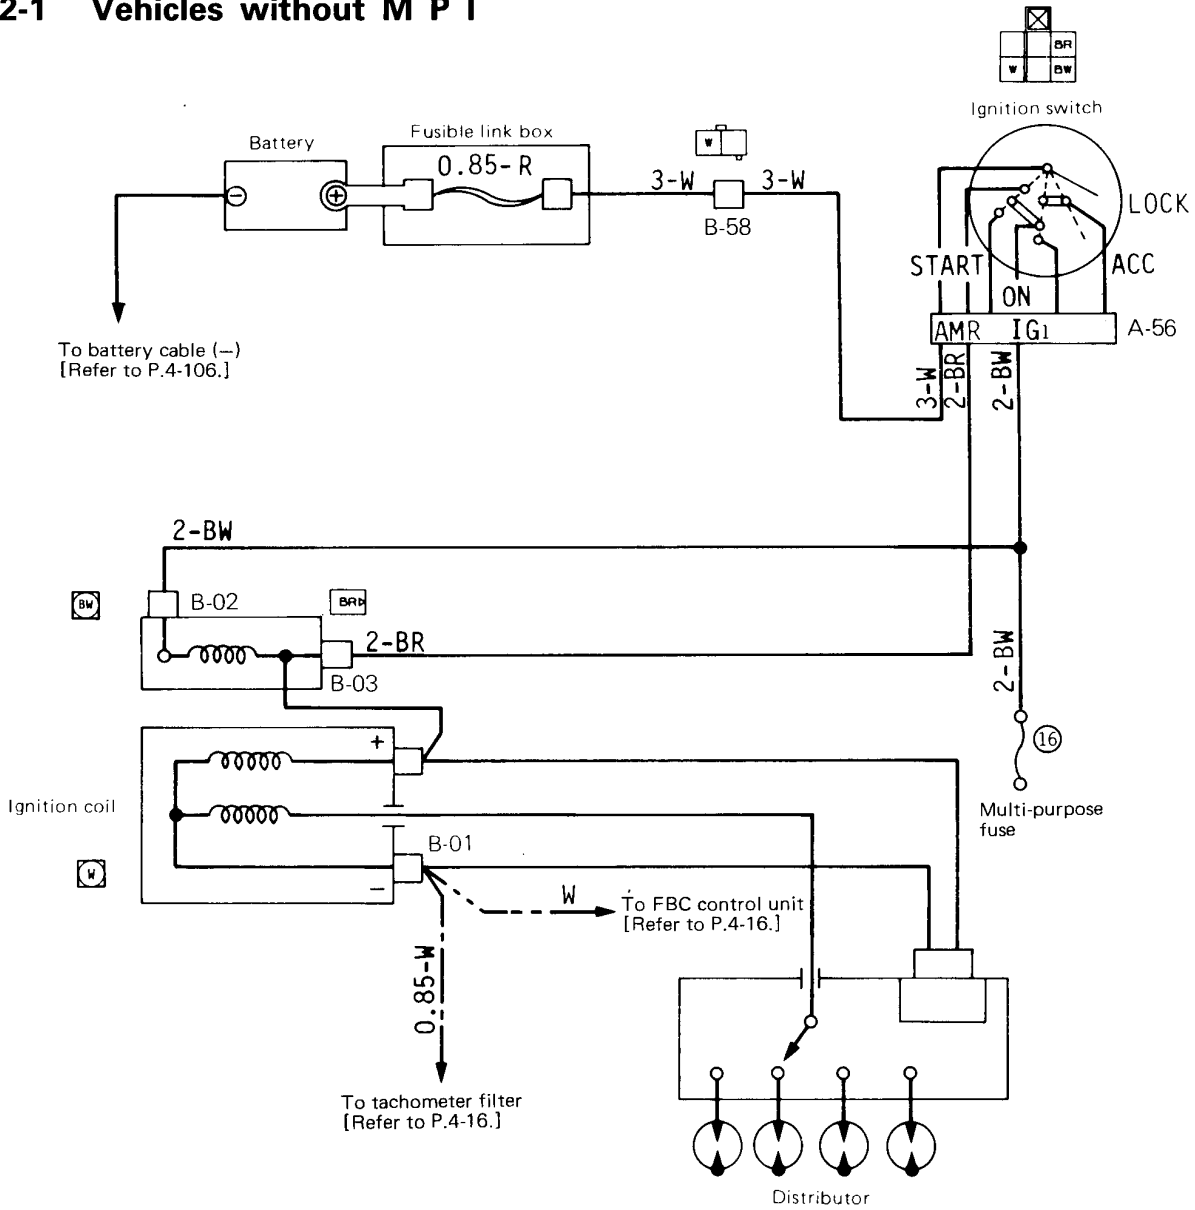 2-1 Vehicles without M P I
BR
W BW
Ignition switch
Battery
Fusible link box
W
0.85-R
3-W 3-W
B-58
LOCK
START
ACC
ON
AM R IG1 A-56
To battery cable (—)
[Refer to P.4-106.]
3-W
2-BR
2-BW
2-BW
BW
B-02
BR
2-BR
B-03
2-BW
16
Multi-purpose
fuse
+
Ignition coil
B-01
W
—
W
To FBC control unit
[Refer to P.4-16.]
0.85-W
To tachometer filter
[Refer to P.4-16.]
Distributor